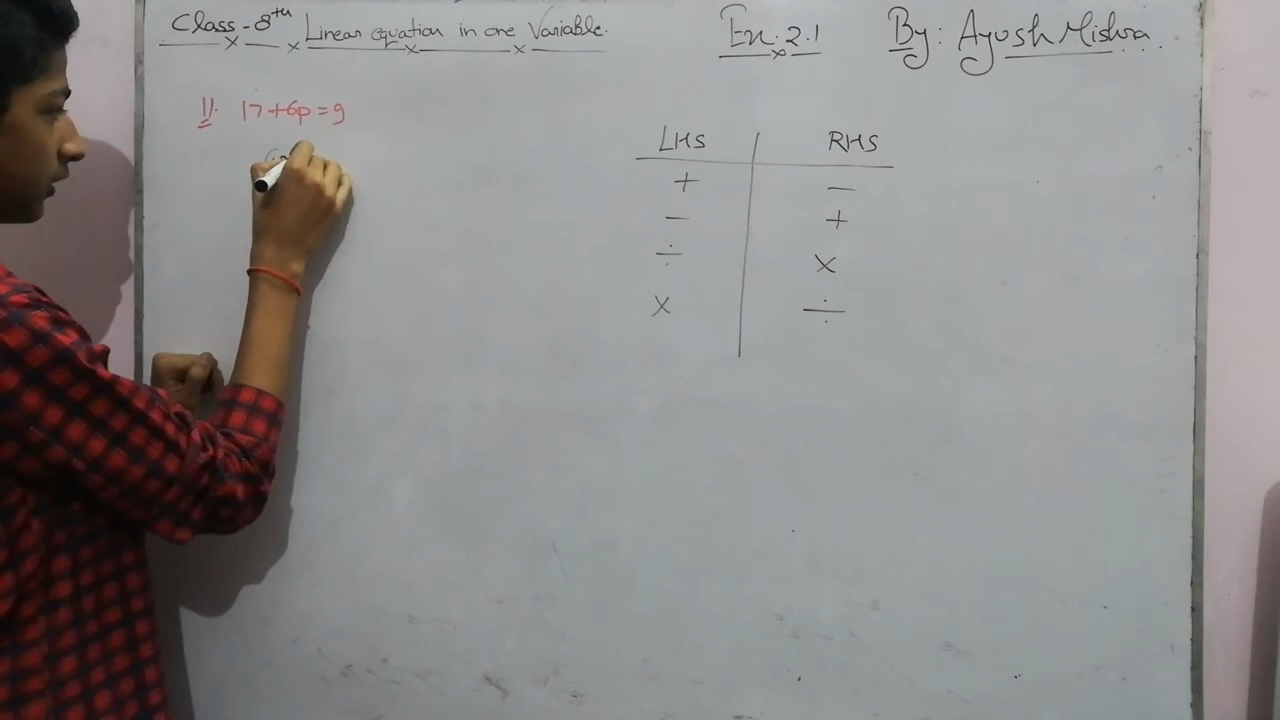 Class-8th Linear equation in one Variable. Ex. 2.1 By: Ayush Mishra
11. 17+6p=9
LHS RHS
+ −
− +
÷ ×
× ÷